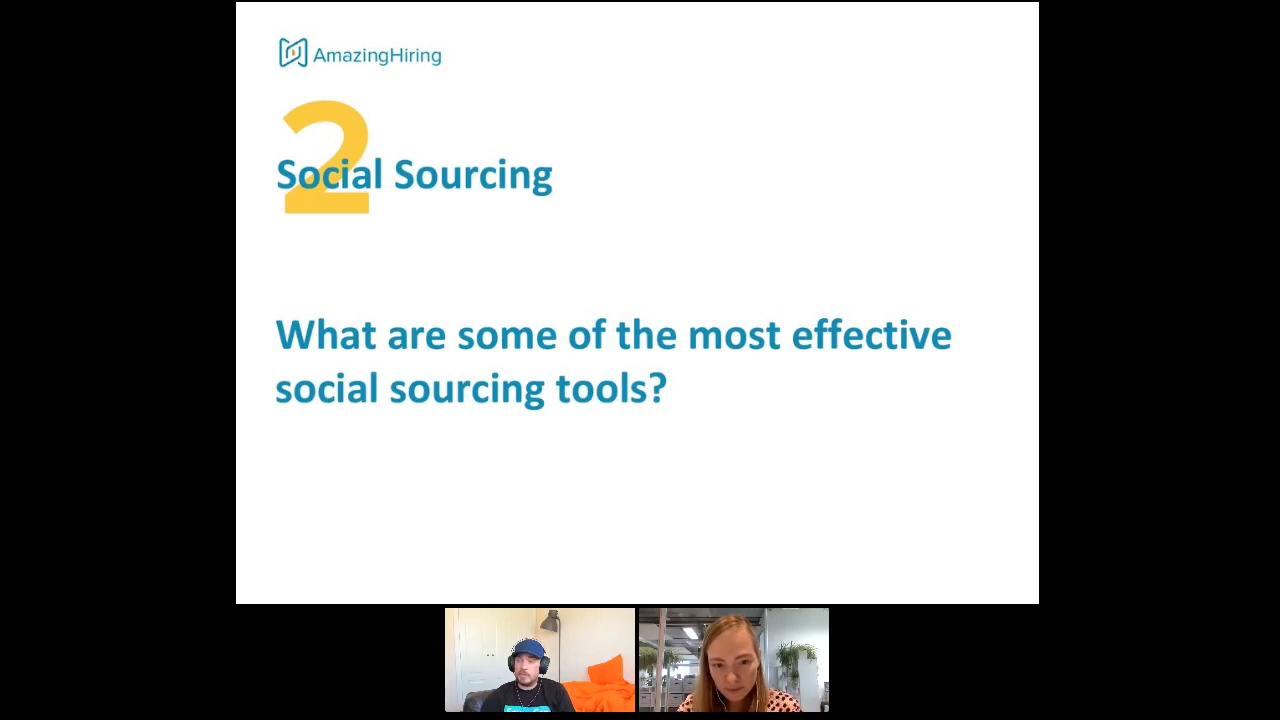 AmazingHiring
2
Social Sourcing
What are some of the most effective
social sourcing tools?